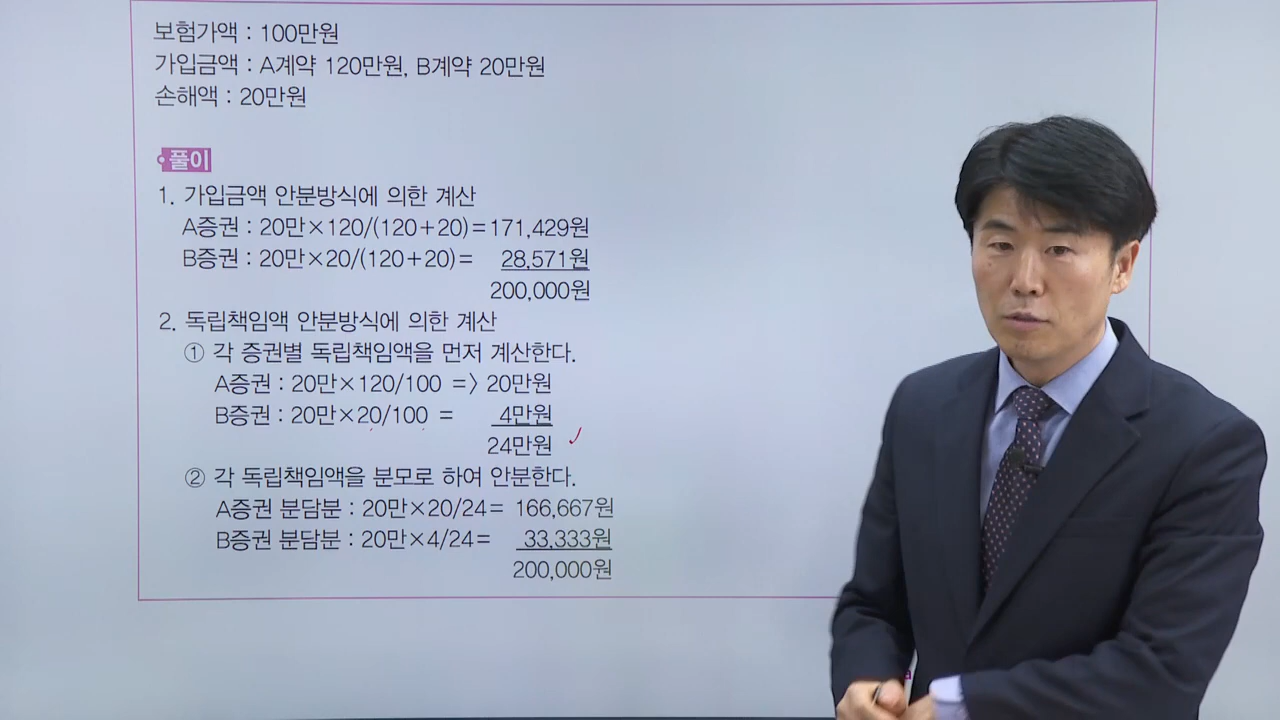 보험가액 : 100만원
가입금액 : A계약 120만원, B계약 20만원
손해액 : 20만원
풀이
1. 가입금액 안분방식에 의한 계산
A증권 : 20만×120/(120+20)=171,429원
B증권 : 20만×20/(120+20)= 28,571원
200,000원
2. 독립책임액 안분방식에 의한 계산
① 각 증권별 독립책임액을 먼저 계산한다.
A증권 : 20만×120/100 =〉 20만원
B증권 : 20만×20/100 = 4만원
24만원
② 각 독립책임액을 분모로 하여 안분한다.
A증권 분담분 : 20만×20/24= 166,667원
B증권 분담분 : 20만×4/24= 33,333원
200,000원